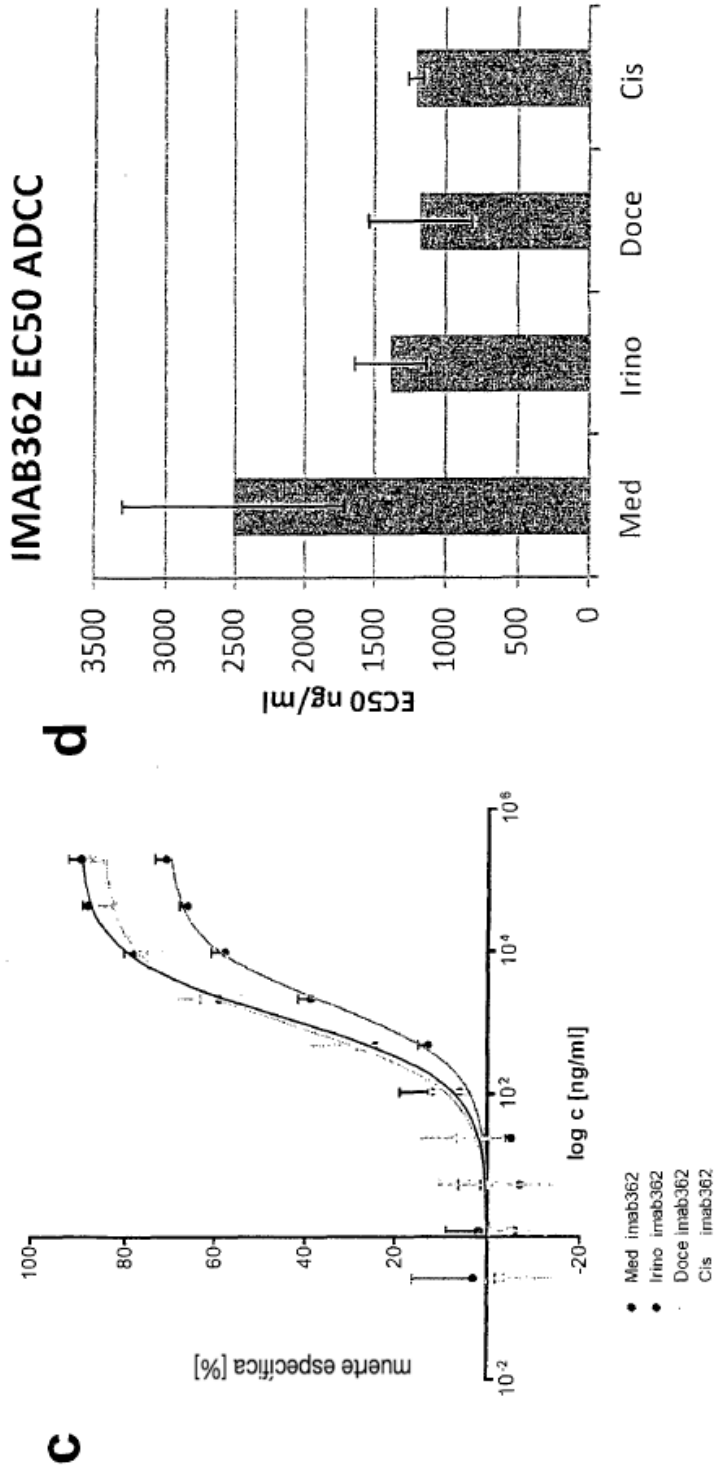 c
muerte específica [%]
100
80
60
40
20
-20
10-2
102
104
106
log c [ng/ml]
Med imab362
Irino imab362
Doce imab362
Cis imab362
d
IMAB362 EC50 ADCC
EC50 ng/ml
3500
3000
2500
2000
1500
1000
500
0
Med Irino Doce Cis